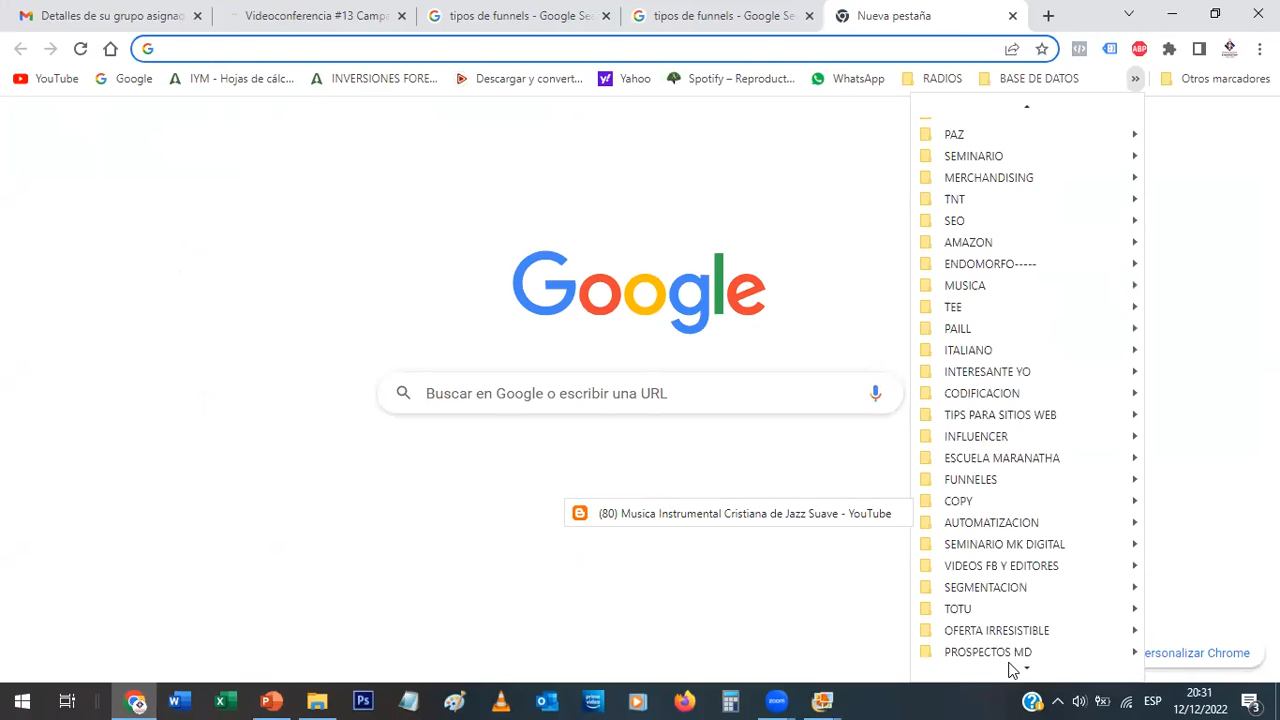 Detalles de su grupo asignad
Videoconferencia #13 Campa
tipos de funnels - Google Sea
tipos de funnels - Google Se
Nueva pestaña
YouTube
Google
IYM - Hojas de cálc...
INVERSIONES FORE...
Descargar y convert...
Yahoo
Spotify – Reproduct...
WhatsApp
RADIOS
BASE DE DATOS
»
Otros marcadores
PAZ
SEMINARIO
MERCHANDISING
TNT
SEO
AMAZON
ENDOMORFO-----
MUSICA
TEE
PAILL
ITALIANO
INTERESANTE YO
CODIFICACION
TIPS PARA SITIOS WEB
INFLUENCER
ESCUELA MARANATHA
FUNNELES
COPY
AUTOMATIZACION
SEMINARIO MK DIGITAL
VIDEOS FB Y EDITORES
SEGMENTACION
TOTU
OFERTA IRRESISTIBLE
PROSPECTOS MD
Google
Buscar en Google o escribir una URL
(80) Musica Instrumental Cristiana de Jazz Suave - YouTube
ersonalizar Chrome
ESP
20:31
12/12/2022
3